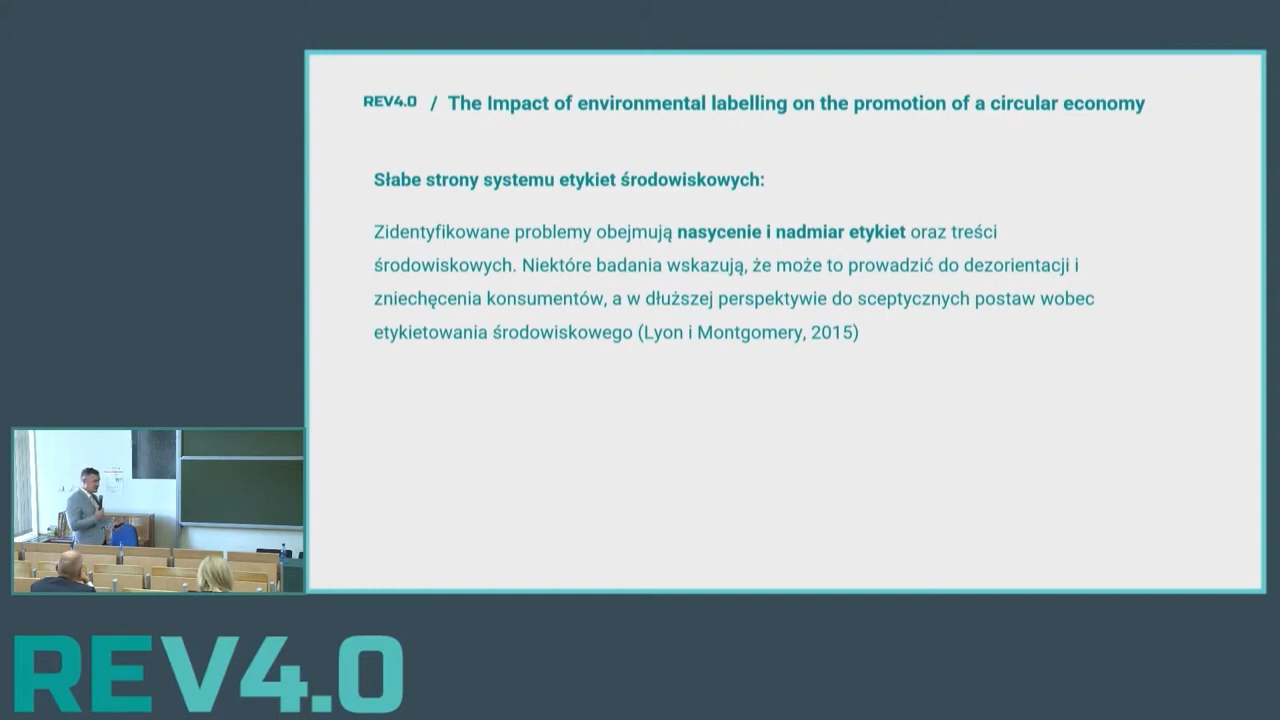 REV4.0 / The Impact of environmental labelling on the promotion of a circular economy
Słabe strony systemu etykiet środowiskowych:
Zidentyfikowane problemy obejmują nasycenie i nadmiar etykiet oraz treści
środowiskowych. Niektóre badania wskazują, że może to prowadzić do dezorientacji i
zniechęcenia konsumentów, a w dłuższej perspektywie do sceptycznych postaw wobec
etykietowania środowiskowego (Lyon i Montgomery, 2015)
REV4.0